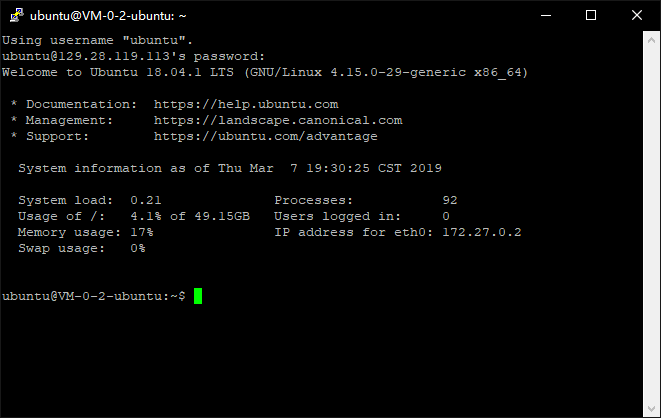 ubuntu@VM-0-2-ubuntu: ~
Using username "ubuntu".
ubuntu@129.28.119.113's password:
Welcome to Ubuntu 18.04.1 LTS (GNU/Linux 4.15.0-29-generic x86_64)
* Documentation:  https://help.ubuntu.com
* Management:     https://landscape.canonical.com
* Support:        https://ubuntu.com/advantage
System information as of Thu Mar  7 19:30:25 CST 2019
System load:  0.21              Processes:           92
Usage of /:   4.1% of 49.15GB   Users logged in:     0
Memory usage: 17%               IP address for eth0: 172.27.0.2
Swap usage:   0%
ubuntu@VM-0-2-ubuntu:~$